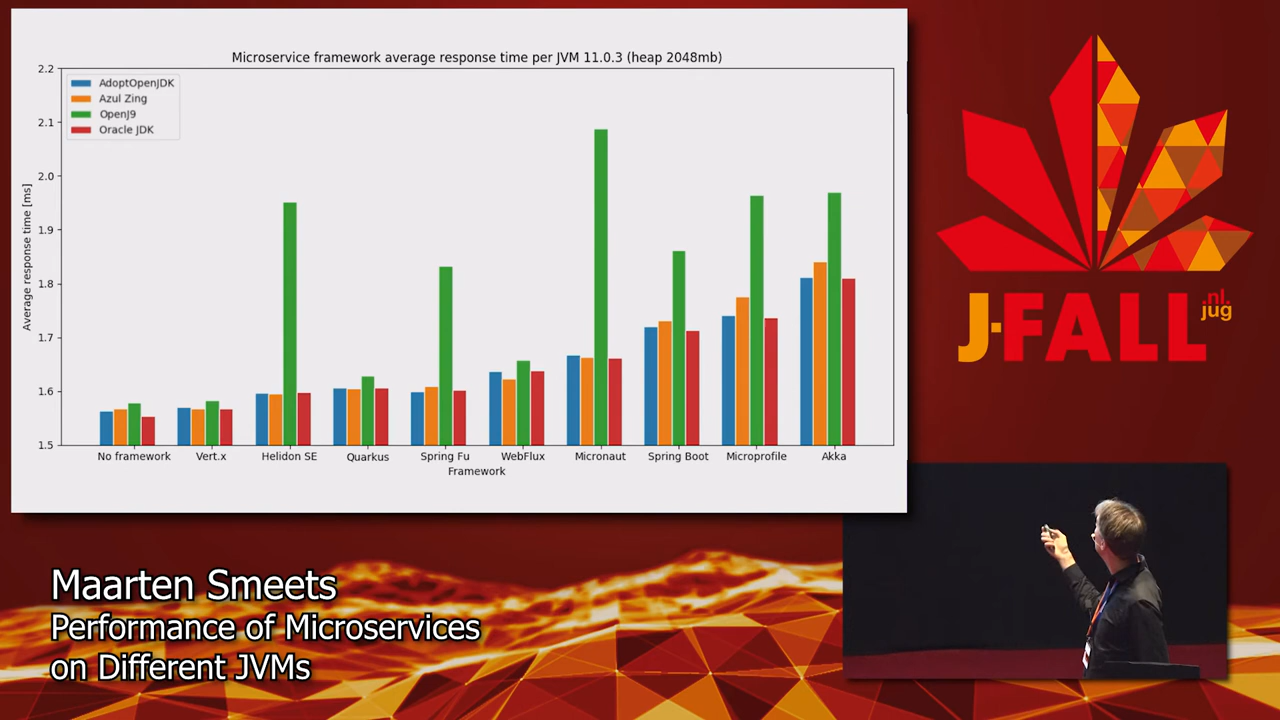 Microservice framework average response time per JVM 11.0.3 (heap 2048mb)
2.2
2.1
2.0
1.9
1.8
1.7
1.6
1.5
Average response time [ms]
AdoptOpenJDK
Azul Zing
OpenJ9
Oracle JDK
No framework Vert.x Helidon SE Quarkus Spring Fu WebFlux Micronaut Spring Boot Microprofile Akka
Framework
J-FALL
nl.
jug
Maarten Smeets
Performance of Microservices
on Different JVMs